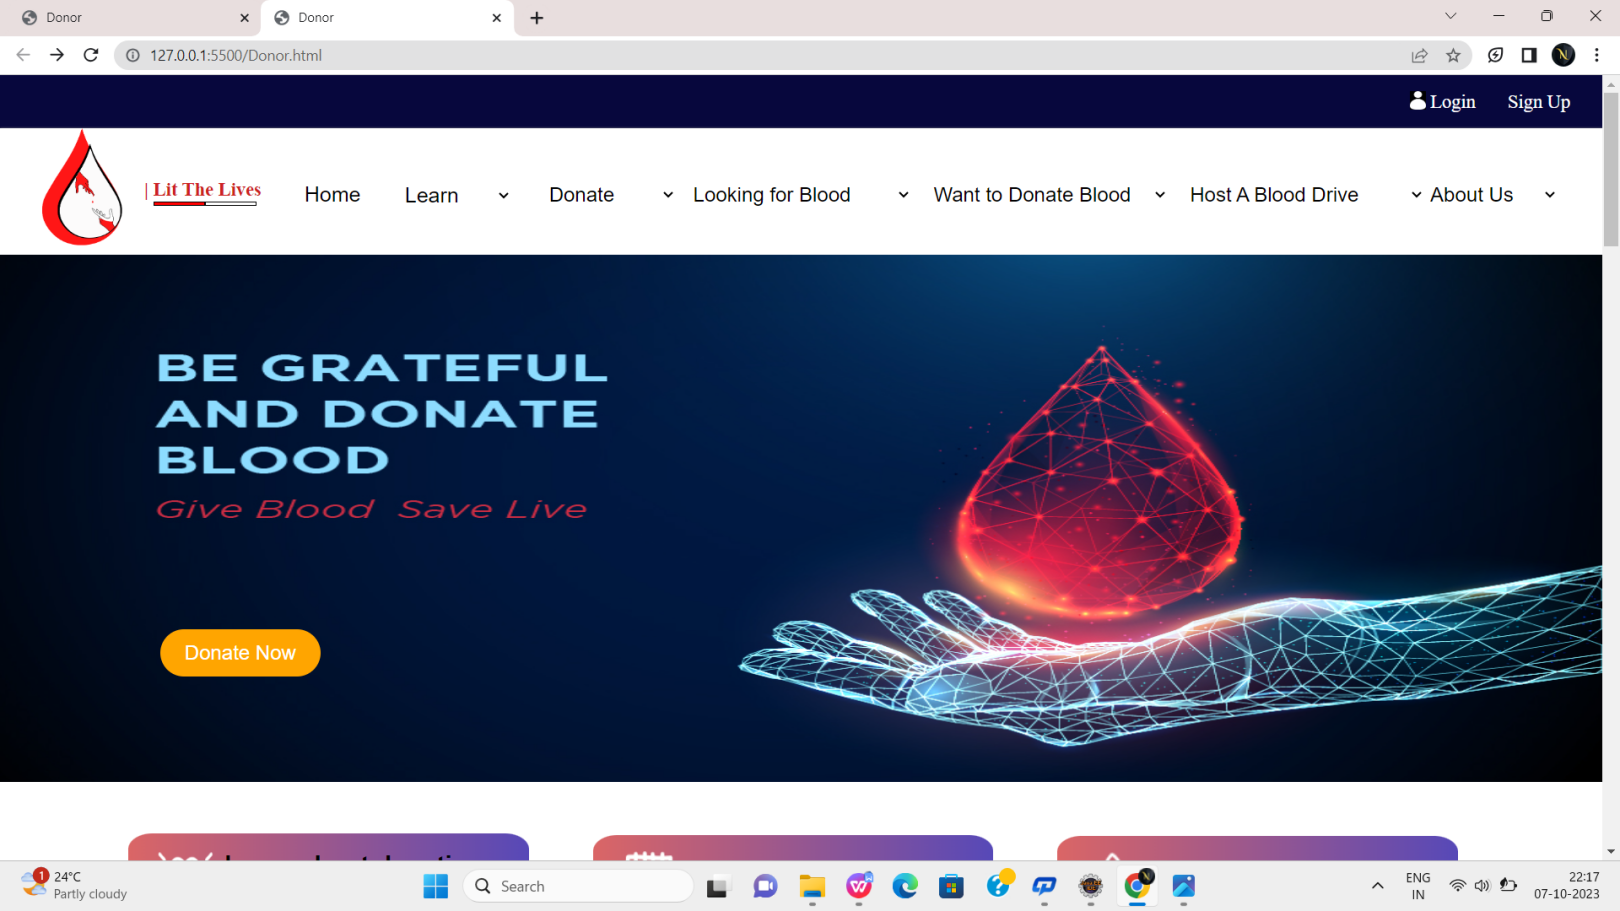 Donor
Donor
127.0.0.1:5500/Donor.html
N
Login Sign Up
| Lit The Lives
Home Learn Donate Looking for Blood Want to Donate Blood Host A Blood Drive About Us
BE GRATEFUL
AND DONATE
BLOOD
Give Blood Save Live
Donate Now
1
24°C
Partly cloudy
Search
ENG
IN
22:17
07-10-2023